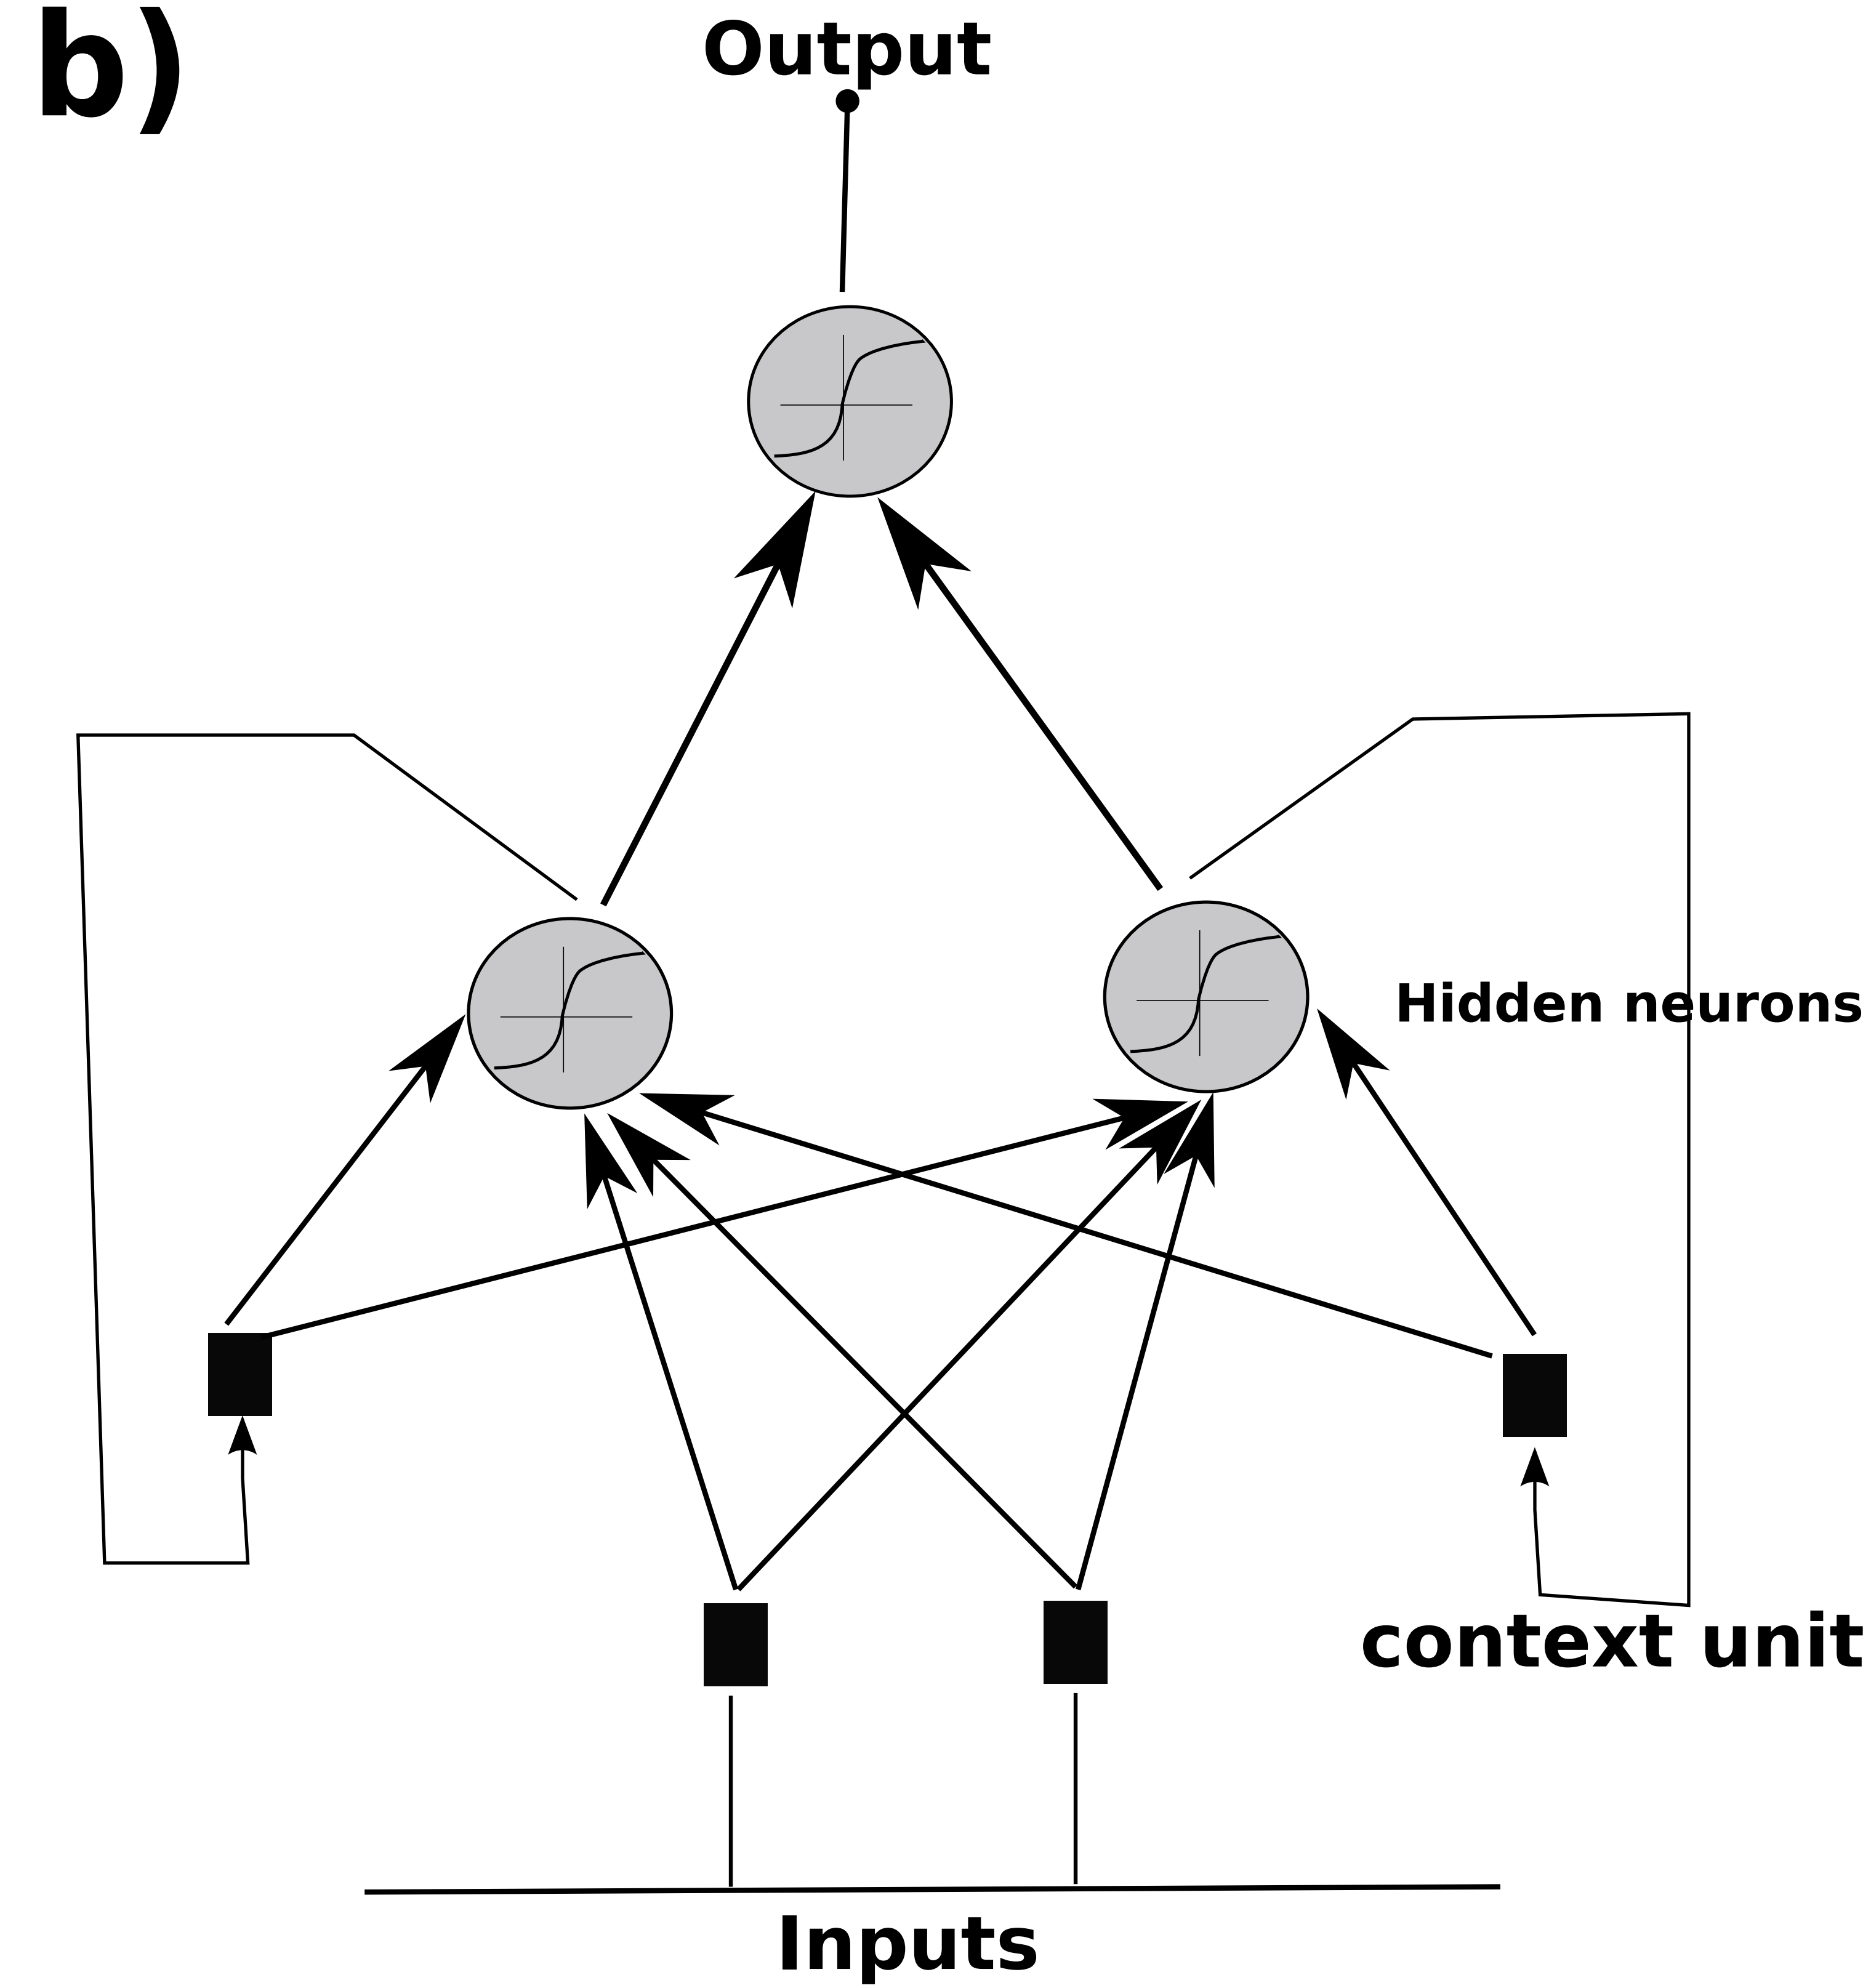 b)
Output
Hidden neurons
context unit
Inputs